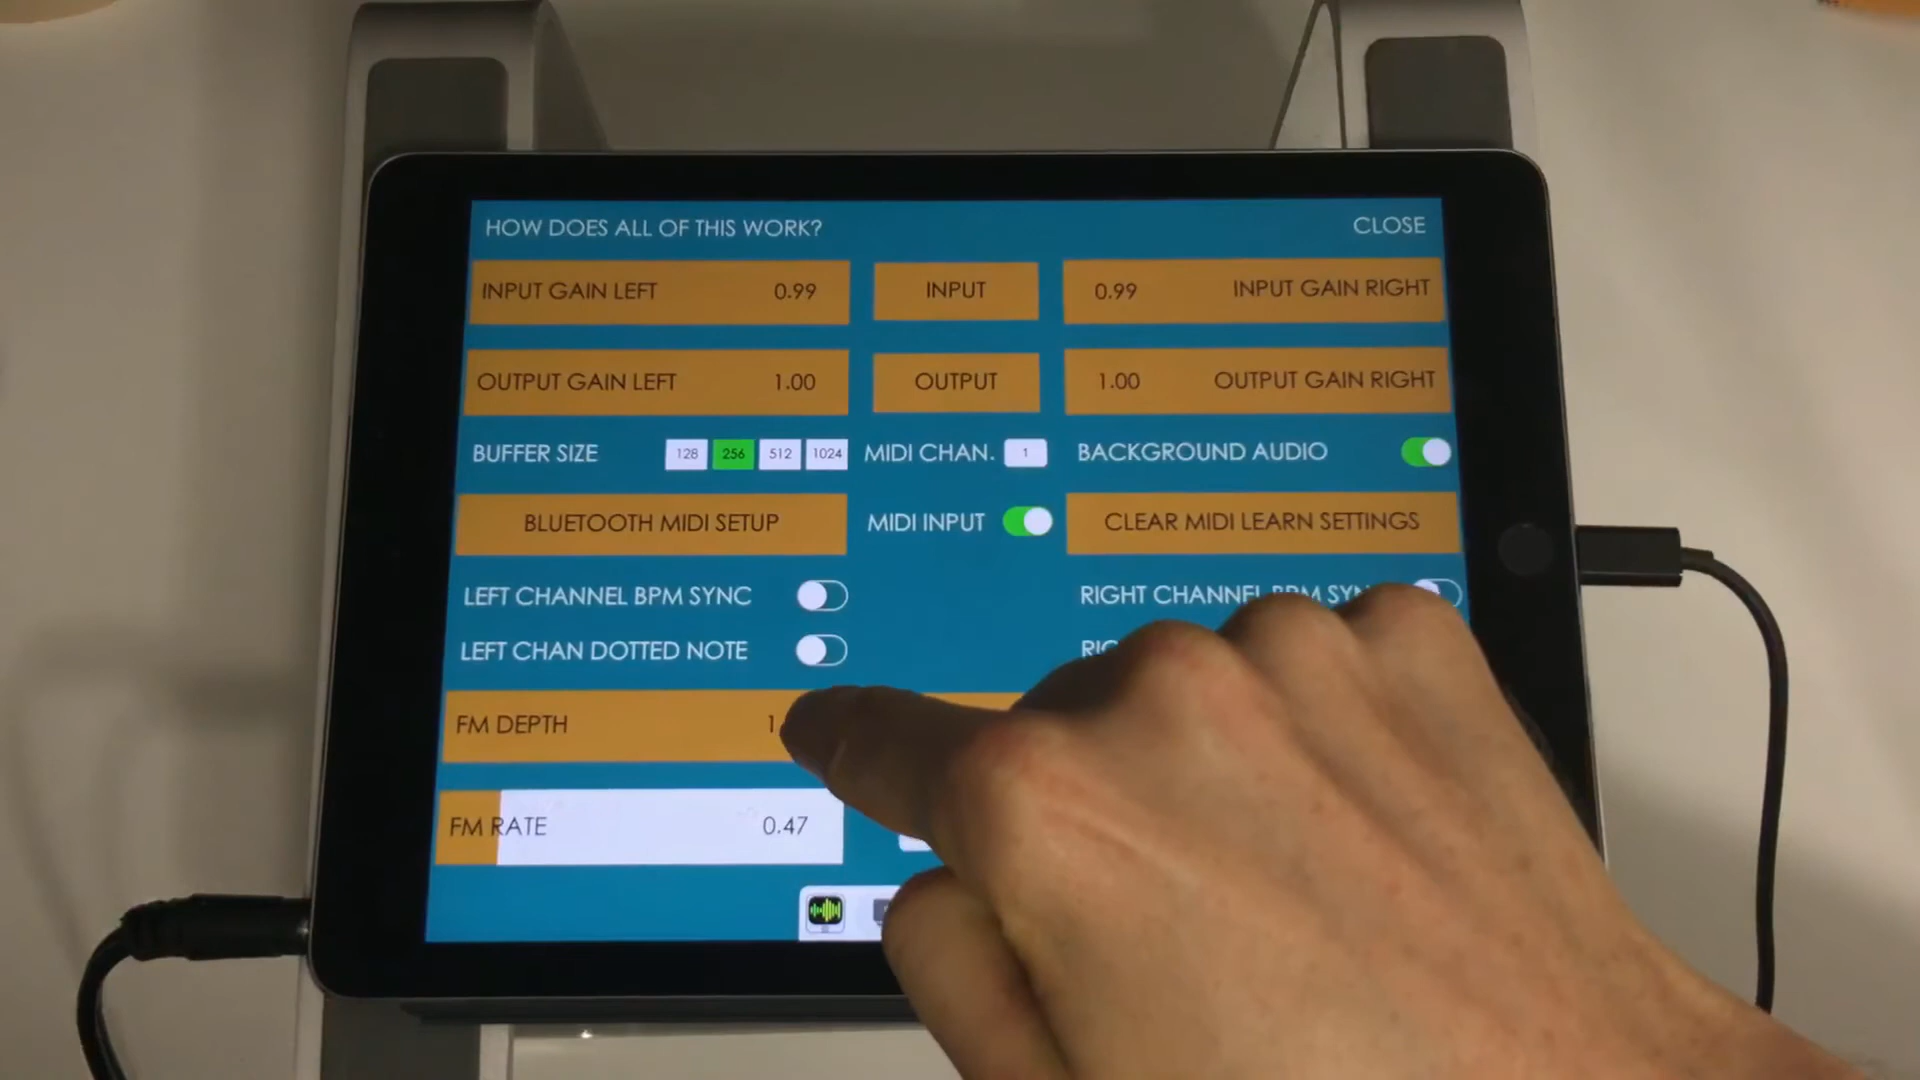 HOW DOES ALL OF THIS WORK? CLOSE
INPUT GAIN LEFT 0.99 INPUT 0.99 INPUT GAIN RIGHT
OUTPUT GAIN LEFT 1.00 OUTPUT 1.00 OUTPUT GAIN RIGHT
BUFFER SIZE 128 256 512 1024 MIDI CHAN. 1 BACKGROUND AUDIO
BLUETOOTH MIDI SETUP MIDI INPUT CLEAR MIDI LEARN SETTINGS
LEFT CHANNEL BPM SYNC RIGHT CHANNEL BPM
LEFT CHAN DOTTED NOTE
FM DEPTH
FM RATE 0.47